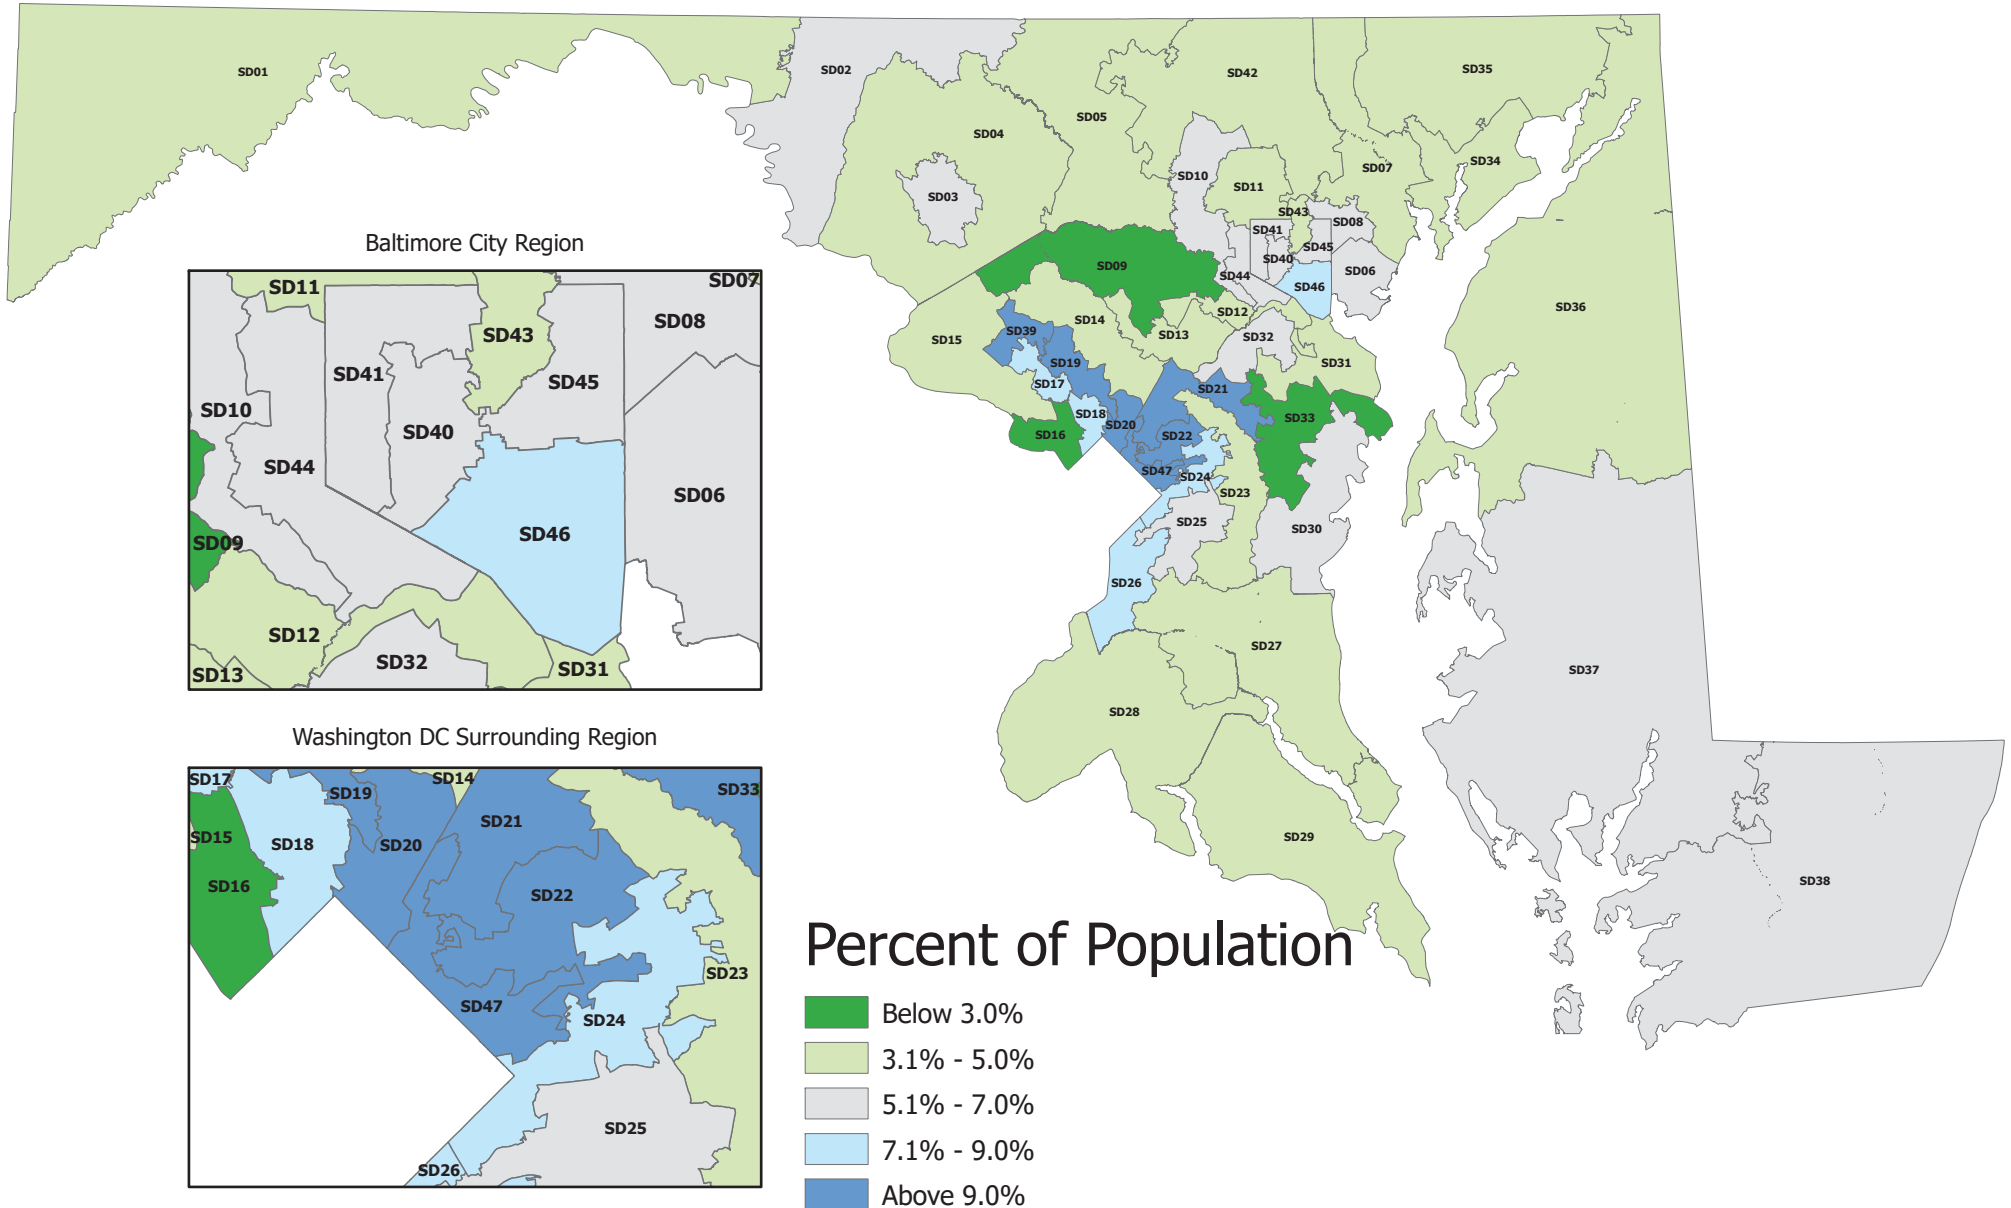 SD01
SD02
SD42
SD35
SD05
SD04
SD34
SD07
SD10
SD11
SD03
SD43
SD08
SD41
SD45
SD40
SD09
SD06
SD44
SD46
SD36
SD12
SD14
SD39
SD13
SD32
SD15
SD31
SD19
SD17
SD21
SD18
SD33
SD20
SD16
SD22
SD47
SD24
SD23
SD25
SD30
SD26
SD27
SD37
SD28
SD29
SD38
Baltimore City Region
SD07
SD11
SD08
SD43
SD41
SD45
SD10
SD40
SD44
SD06
SD46
SD09
SD12
SD32
SD31
SD13
Washington DC Surrounding Region
SD17
SD14
SD33
SD19
SD21
SD15
SD18
SD20
SD16
SD22
SD23
SD47
SD24
SD25
SD26
Percent of Population
Below 3.0%
3.1% - 5.0%
5.1% - 7.0%
7.1% - 9.0%
Above 9.0%